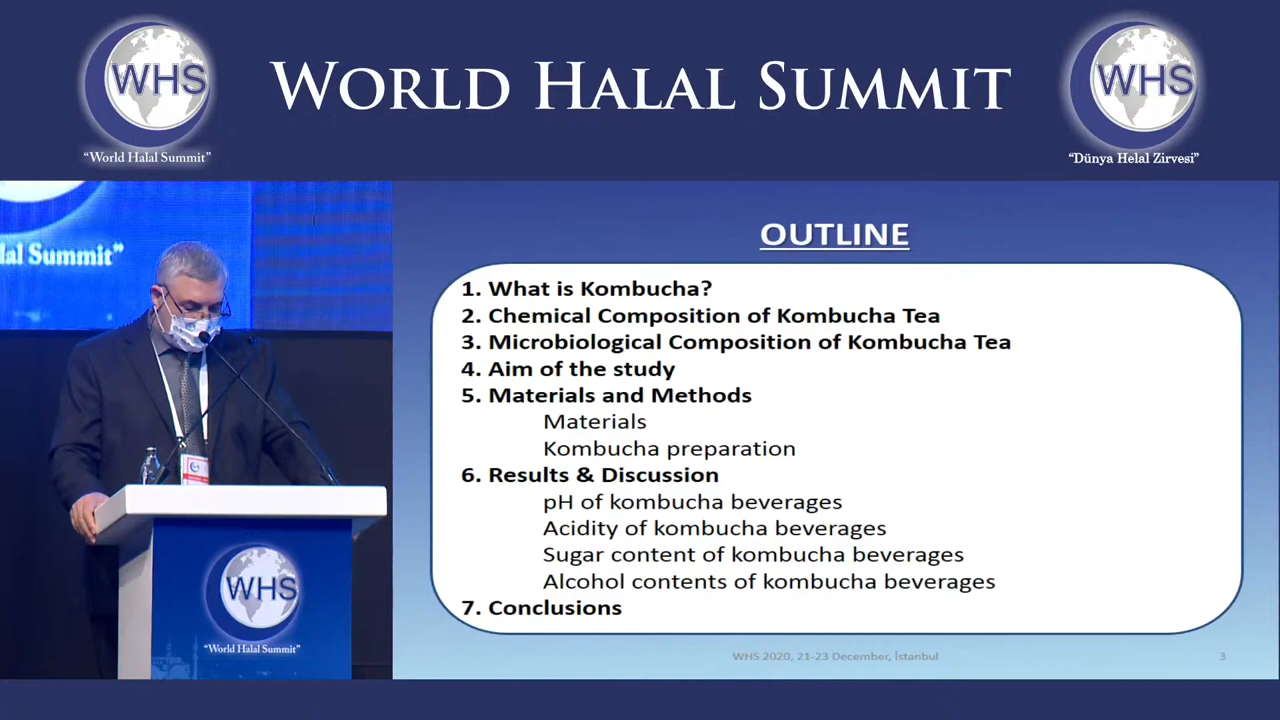 WHS
"World Halal Summit"
WORLD HALAL SUMMIT
WHS
"Dünya Helal Zirvesi"
lal Summit"
OUTLINE
1. What is Kombucha?
2. Chemical Composition of Kombucha Tea
3. Microbiological Composition of Kombucha Tea
4. Aim of the study
5. Materials and Methods
Materials
Kombucha preparation
6. Results & Discussion
pH of kombucha beverages
Acidity of kombucha beverages
Sugar content of kombucha beverages
Alcohol contents of kombucha beverages
7. Conclusions
WHS 2020, 21-23 December, İstanbul
3
WHS
"World Halal Summit"